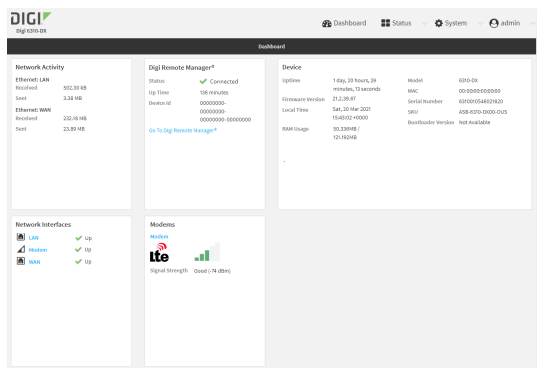 DIGI
Digi 6310-DX
Dashboard
Status
System
admin
Dashboard
Network Activity
Ethernet: LAN
Received 502.30 kB
Sent 3.28 MB
Ethernet: WAN
Received 232.18 MB
Sent 23.89 MB
Digi Remote Manager®
Status Connected
Up Time 138 minutes
Device Id 00000000-
00000000-
00000000-00000000
Go To Digi Remote Manager®
Device
Uptime 1 day, 20 hours, 29
minutes, 13 seconds
Firmware Version 21.2.39.67
Local Time Sat, 20 Mar 2021
15:43:02 +0000
RAM Usage 50.336MB /
121.192MB
Model 6310-DX
MAC 00:00:00:00:00:00
Serial Number 6310010546021820
SKU ASB-6310-DX00-OUS
Bootloader Version Not Available
Network Interfaces
LAN Up
Modem Up
WAN Up
Modems
Modem
LTE
Signal Strength Good (-74 dBm)